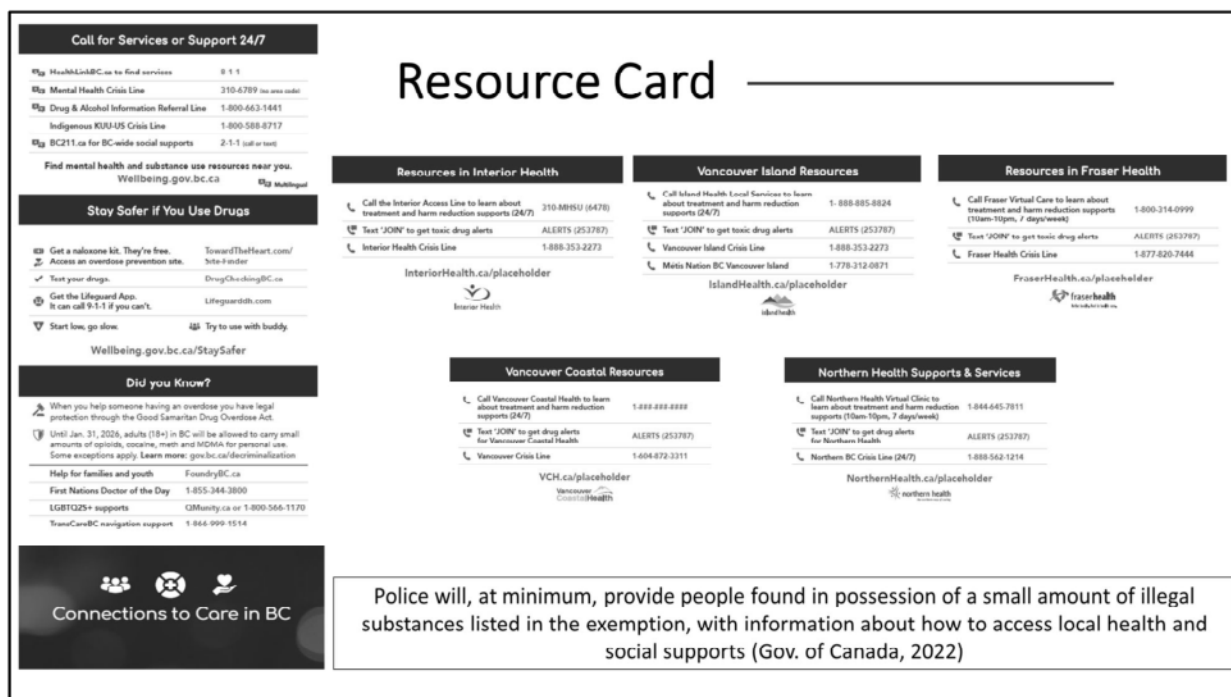 Call for Services or Support 24/7
HealthLinkBC.ca to find services 8-1-1
Mental Health Crisis Line 310-6789 (no area code)
Drug & Alcohol Information Referral Line 1-800-663-1441
Indigenous KUU-US Crisis Line 1-800-588-8717
BC211.ca for BC-wide social supports 2-1-1 (call or text)
Find mental health and substance use resources near you.
Wellbeing.gov.bc.ca
Multilingual
Stay Safer if You Use Drugs
Get a naloxone kit. They're free. TowardTheHeart.com/
Access an overdose prevention site. Site-Finder
Test your drugs. DrugCheckingBC.ca
Get the Lifeguard App. Lifeguarddh.com
It can call 9-1-1 if you can't.
Start low, go slow. Try to use with buddy.
Wellbeing.gov.bc.ca/StaySafer
Did you Know?
When you help someone having an overdose you have legal
protection through the Good Samaritan Drug Overdose Act.
Until Jan. 31, 2026, adults (18+) in BC will be allowed to carry small
amounts of opioids, cocaine, meth and MDMA for personal use.
Some exceptions apply. Learn more: gov.bc.ca/decriminalization
Help for families and youth FoundryBC.ca
First Nations Doctor of the Day 1-855-344-3800
LGBTQ2S+ supports QMunity.ca or 1-800-566-1170
TransCareBC navigation support 1-866-999-1514
Connections to Care in BC
Resource Card
Resources in Interior Health
Call the Interior Access Line to learn about
treatment and harm reduction supports (24/7) 310-MHSU (6478)
Text 'JOIN' to get toxic drug alerts ALERTS (253787)
Interior Health Crisis Line 1-888-353-2273
InteriorHealth.ca/placeholder
Interior Health
Vancouver Island Resources
Call Island Health Local Services to learn
about treatment and harm reduction 1- 888-885-8824
supports (24/7)
Text 'JOIN' to get toxic drug alerts ALERTS (253787)
Vancouver Island Crisis Line 1-888-353-2273
Métis Nation BC Vancouver Island 1-778-312-0871
IslandHealth.ca/placeholder
island health
Resources in Fraser Health
Call Fraser Virtual Care to learn about
treatment and harm reduction supports 1-800-314-0999
(10am-10pm, 7 days/week)
Text 'JOIN' to get toxic drug alerts ALERTS (253787)
Fraser Health Crisis Line 1-877-820-7444
FraserHealth.ca/placeholder
fraserhealth
Vancouver Coastal Resources
Call Vancouver Coastal Health to learn
about treatment and harm reduction 1-###-###-####
supports (24/7)
Text 'JOIN' to get drug alerts ALERTS (253787)
for Vancouver Coastal Health
Vancouver Crisis Line 1-604-872-3311
VCH.ca/placeholder
Vancouver
CoastalHealth
Northern Health Supports & Services
Call Northern Health Virtual Clinic to
learn about treatment and harm reduction 1-844-645-7811
supports (10am-10pm, 7 days/week)
Text 'JOIN' to get drug alerts ALERTS (253787)
for Northern Health
Northern BC Crisis Line (24/7) 1-888-562-1214
NorthernHealth.ca/placeholder
northern health
Police will, at minimum, provide people found in possession of a small amount of illegal
substances listed in the exemption, with information about how to access local health and
social supports (Gov. of Canada, 2022)